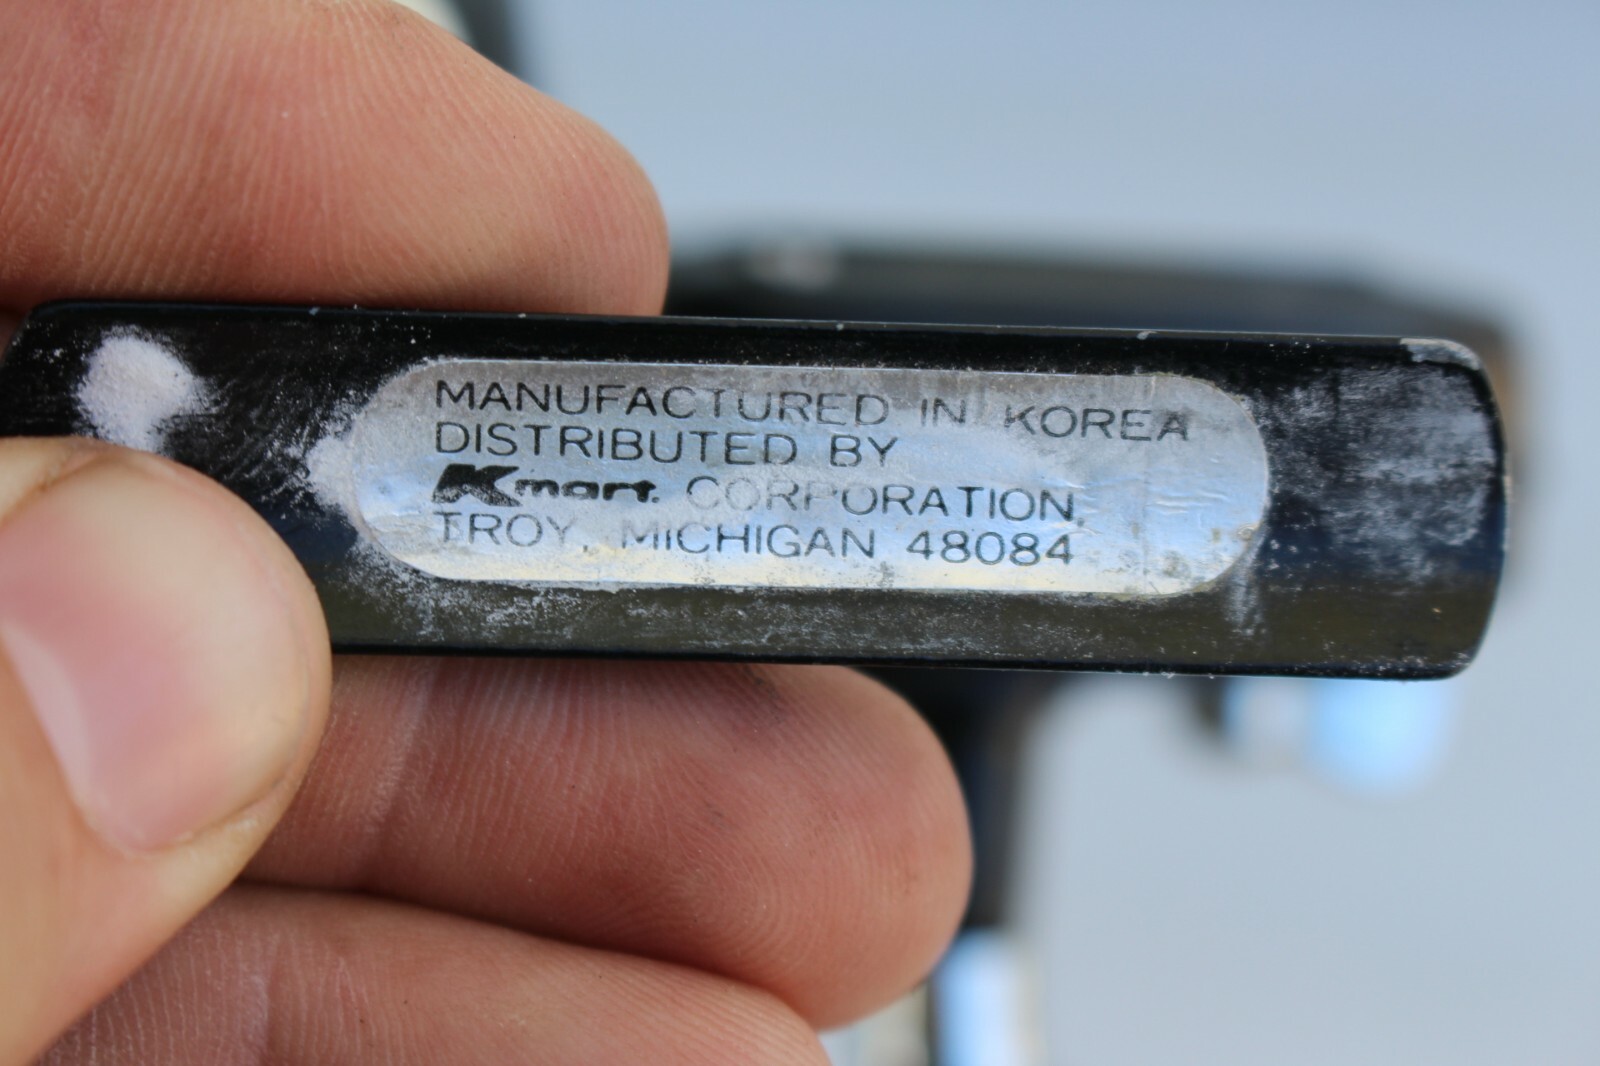 MANUFACTURED IN KOREA
DISTRIBUTED BY
Kmart. CORPORATION,
TROY, MICHIGAN 48084